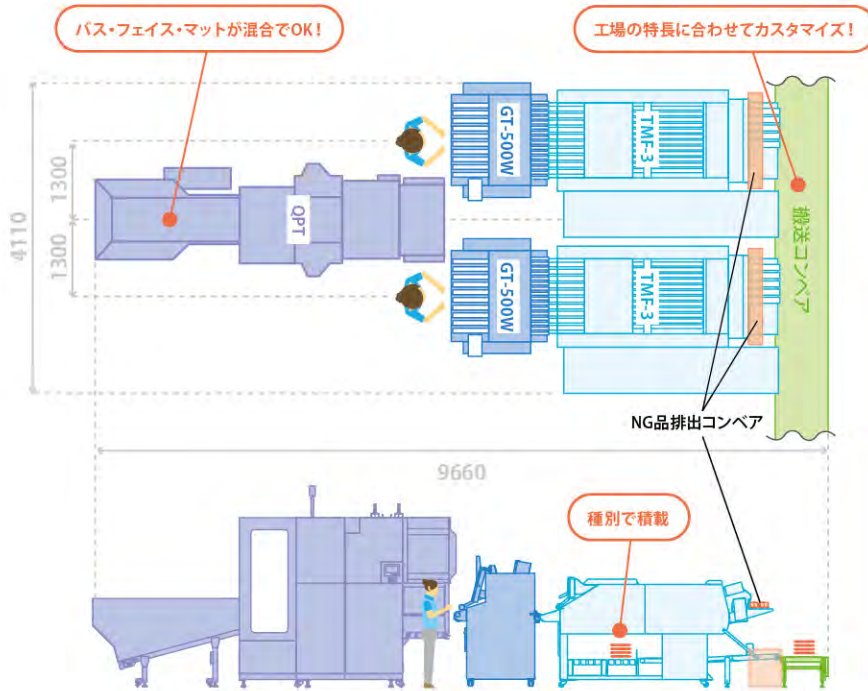 バス・フェイス・マットが混合でOK!
工場の特長に合わせてカスタマイズ!
GT-500W
TMF-3
1300
4110
QPT
1300
搬送コンベア
GT-500W
TMF-3
NG品排出コンベア
9660
種別で積載